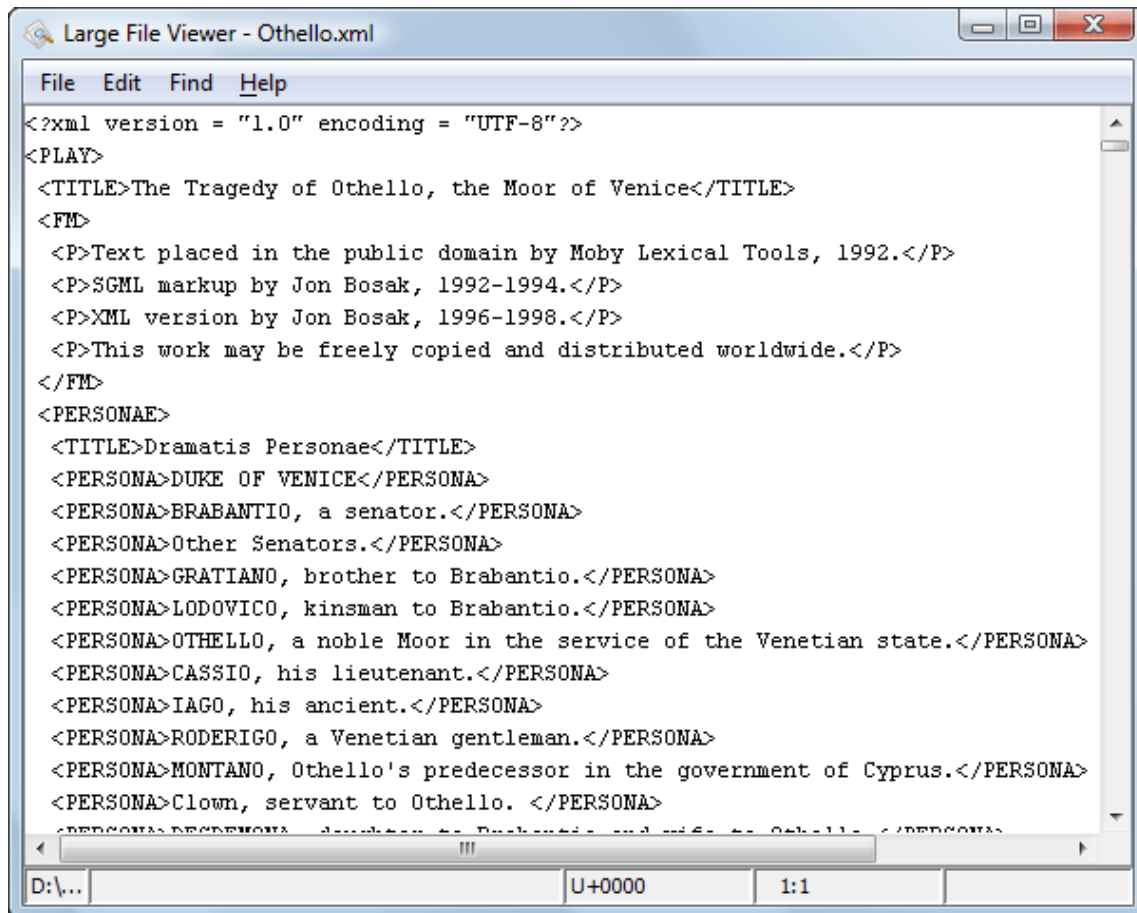 Large File Viewer - Othello.xml
File Edit Find Help
<?xml version = "1.0" encoding = "UTF-8"?>
<PLAY>
<TITLE>The Tragedy of Othello, the Moor of Venice</TITLE>
<FM>
<P>Text placed in the public domain by Moby Lexical Tools, 1992.</P>
<P>SGML markup by Jon Bosak, 1992-1994.</P>
<P>XML version by Jon Bosak, 1996-1998.</P>
<P>This work may be freely copied and distributed worldwide.</P>
</FM>
<PERSONAE>
<TITLE>Dramatis Personae</TITLE>
<PERSONA>DUKE OF VENICE</PERSONA>
<PERSONA>BRABANTIO, a senator.</PERSONA>
<PERSONA>Other Senators.</PERSONA>
<PERSONA>GRATIANO, brother to Brabantio.</PERSONA>
<PERSONA>LODOVICO, kinsman to Brabantio.</PERSONA>
<PERSONA>OTHELLO, a noble Moor in the service of the Venetian state.</PERSONA>
<PERSONA>CASSIO, his lieutenant.</PERSONA>
<PERSONA>IAGO, his ancient.</PERSONA>
<PERSONA>RODERIGO, a Venetian gentleman.</PERSONA>
<PERSONA>MONTANO, Othello's predecessor in the government of Cyprus.</PERSONA>
<PERSONA>Clown, servant to Othello. </PERSONA>
D:\... U+0000 1:1